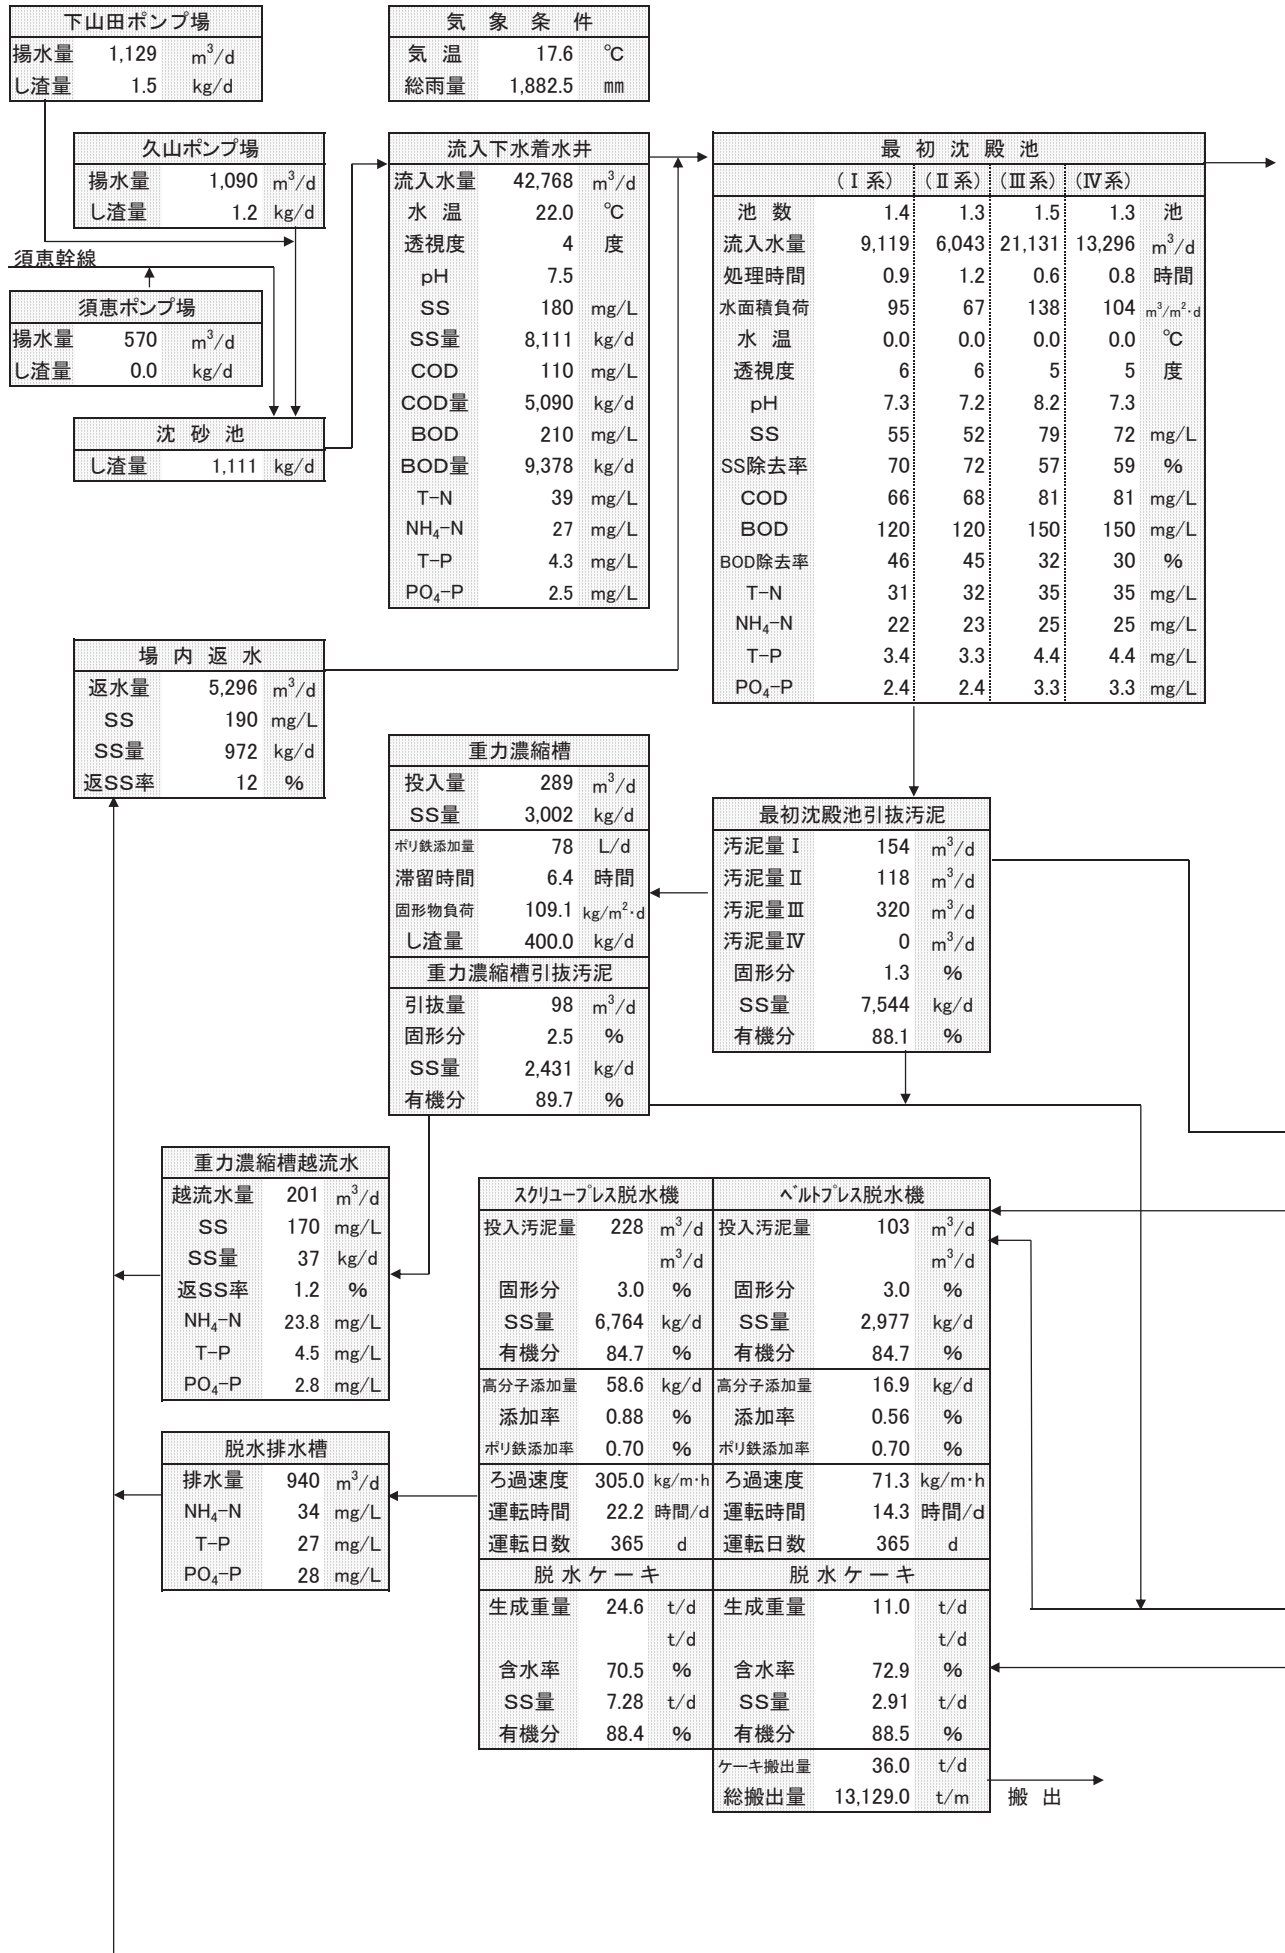 下山田ポンプ場
揚水量 1,129 m³/d
し渣量 1.5 kg/d
気 象 条 件
気 温 17.6 ℃
総雨量 1,882.5 mm
久山ポンプ場
揚水量 1,090 m³/d
し渣量 1.2 kg/d
須恵幹線
須恵ポンプ場
揚水量 570 m³/d
し渣量 0.0 kg/d
沈 砂 池
し渣量 1,111 kg/d
流入下水着水井
流入水量 42,768 m³/d
水 温 22.0 ℃
透視度 4 度
pH 7.5
SS 180 mg/L
SS量 8,111 kg/d
COD 110 mg/L
COD量 5,090 kg/d
BOD 210 mg/L
BOD量 9,378 kg/d
T-N 39 mg/L
NH₄-N 27 mg/L
T-P 4.3 mg/L
PO₄-P 2.5 mg/L
最 初 沈 殿 池
(Ⅰ系) (Ⅱ系) (Ⅲ系) (Ⅳ系)
池 数 1.4 1.3 1.5 1.3 池
流入水量 9,119 6,043 21,131 13,296 m³/d
処理時間 0.9 1.2 0.6 0.8 時間
水面積負荷 95 67 138 104 m³/m²・d
水 温 0.0 0.0 0.0 0.0 ℃
透視度 6 6 5 5 度
pH 7.3 7.2 8.2 7.3
SS 55 52 79 72 mg/L
SS除去率 70 72 57 59 %
COD 66 68 81 81 mg/L
BOD 120 120 150 150 mg/L
BOD除去率 46 45 32 30 %
T-N 31 32 35 35 mg/L
NH₄-N 22 23 25 25 mg/L
T-P 3.4 3.3 4.4 4.4 mg/L
PO₄-P 2.4 2.4 3.3 3.3 mg/L
場 内 返 水
返水量 5,296 m³/d
SS 190 mg/L
SS量 972 kg/d
返SS率 12 %
重力濃縮槽
投入量 289 m³/d
SS量 3,002 kg/d
ポリ鉄添加量 78 L/d
滞留時間 6.4 時間
固形物負荷 109.1 kg/m²・d
し渣量 400.0 kg/d
重力濃縮槽引抜汚泥
引抜量 98 m³/d
固形分 2.5 %
SS量 2,431 kg/d
有機分 89.7 %
最初沈殿池引抜汚泥
汚泥量Ⅰ 154 m³/d
汚泥量Ⅱ 118 m³/d
汚泥量Ⅲ 320 m³/d
汚泥量Ⅳ 0 m³/d
固形分 1.3 %
SS量 7,544 kg/d
有機分 88.1 %
重力濃縮槽越流水
越流水量 201 m³/d
SS 170 mg/L
SS量 37 kg/d
返SS率 1.2 %
NH₄-N 23.8 mg/L
T-P 4.5 mg/L
PO₄-P 2.8 mg/L
脱水排水槽
排水量 940 m³/d
NH₄-N 34 mg/L
T-P 27 mg/L
PO₄-P 28 mg/L
スクリュープレス脱水機 ベルトプレス脱水機
投入汚泥量 228 m³/d 投入汚泥量 103 m³/d
m³/d m³/d
固形分 3.0 % 固形分 3.0 %
SS量 6,764 kg/d SS量 2,977 kg/d
有機分 84.7 % 有機分 84.7 %
高分子添加量 58.6 kg/d 高分子添加量 16.9 kg/d
添加率 0.88 % 添加率 0.56 %
ポリ鉄添加率 0.70 % ポリ鉄添加率 0.70 %
ろ過速度 305.0 kg/m・h ろ過速度 71.3 kg/m・h
運転時間 22.2 時間/d 運転時間 14.3 時間/d
運転日数 365 d 運転日数 365 d
脱 水 ケ ー キ 脱 水 ケ ー キ
生成重量 24.6 t/d 生成重量 11.0 t/d
t/d t/d
含水率 70.5 % 含水率 72.9 %
SS量 7.28 t/d SS量 2.91 t/d
有機分 88.4 % 有機分 88.5 %
ケーキ搬出量 36.0 t/d
総搬出量 13,129.0 t/m
搬 出